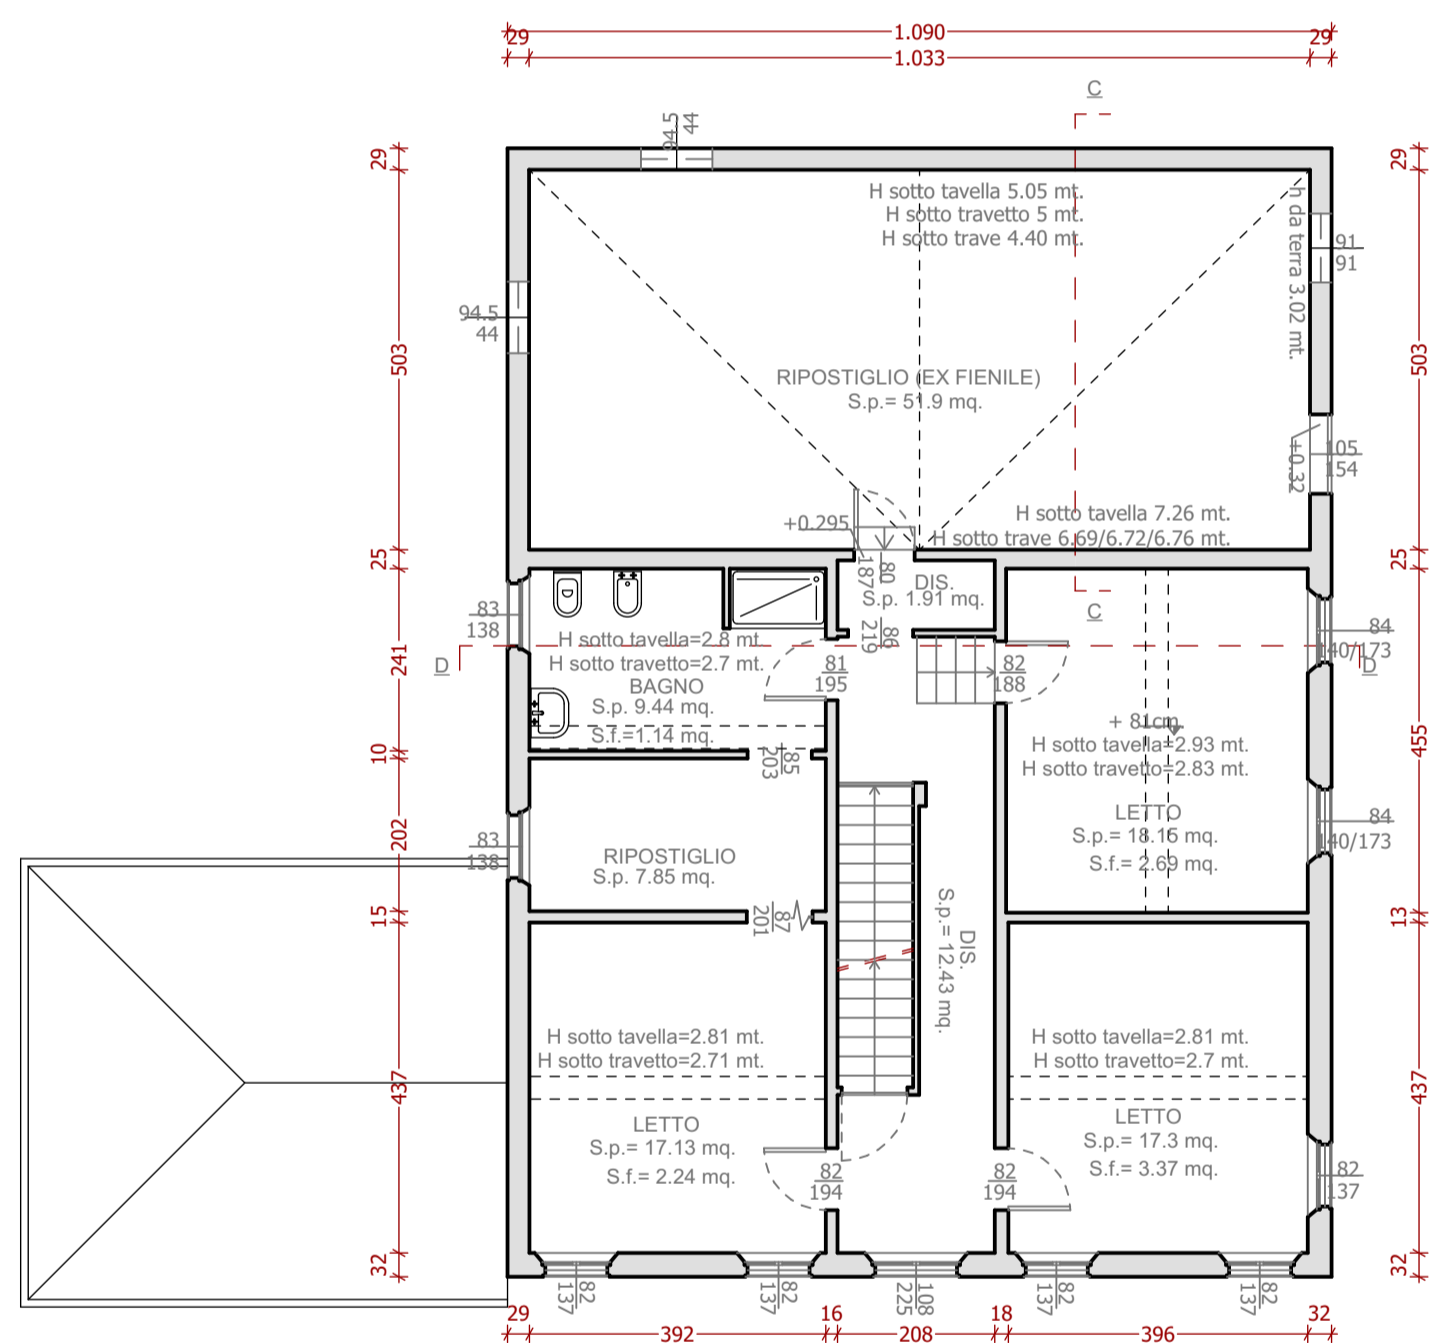 1.090
29
29
1.033
C
94.5
44
29
29
H sotto tavella 5.05 mt.
H sotto travetto 5 mt.
H sotto trave 4.40 mt.
h da terra 3.02 mt.
91
91
94.5
44
503
503
RIPOSTIGLIO (EX FIENILE)
S.p.= 51.9 mq.
105
154
+0.32
H sotto tavella 7.26 mt.
+0.295
H sotto trave 6.69/6.72/6.76 mt.
25
25
80
187
DIS.
S.p. 1.91 mq.
83
138
86
219
C
84
140/173
H sotto tavella=2.8 mt.
H sotto travetto=2.7 mt.
D
D
241
81
195
82
188
BAGNO
S.p. 9.44 mq.
S.f.=1.14 mq.
+ 81cm
H sotto tavella=2.93 mt.
H sotto travetto=2.83 mt.
455
10
85
203
LETTO
S.p.= 18.15 mq.
S.f.= 2.69 mq.
84
140/173
202
83
138
RIPOSTIGLIO
S.p. 7.85 mq.
15
87
201
13
DIS.
S.p.= 12.43 mq.
H sotto tavella=2.81 mt.
H sotto travetto=2.71 mt.
H sotto tavella=2.81 mt.
H sotto travetto=2.7 mt.
437
437
LETTO
S.p.= 17.13 mq.
S.f.= 2.24 mq.
LETTO
S.p.= 17.3 mq.
S.f.= 3.37 mq.
82
194
82
194
82
137
32
32
82
137
82
137
108
225
82
137
82
137
29
16
18
32
392
208
396